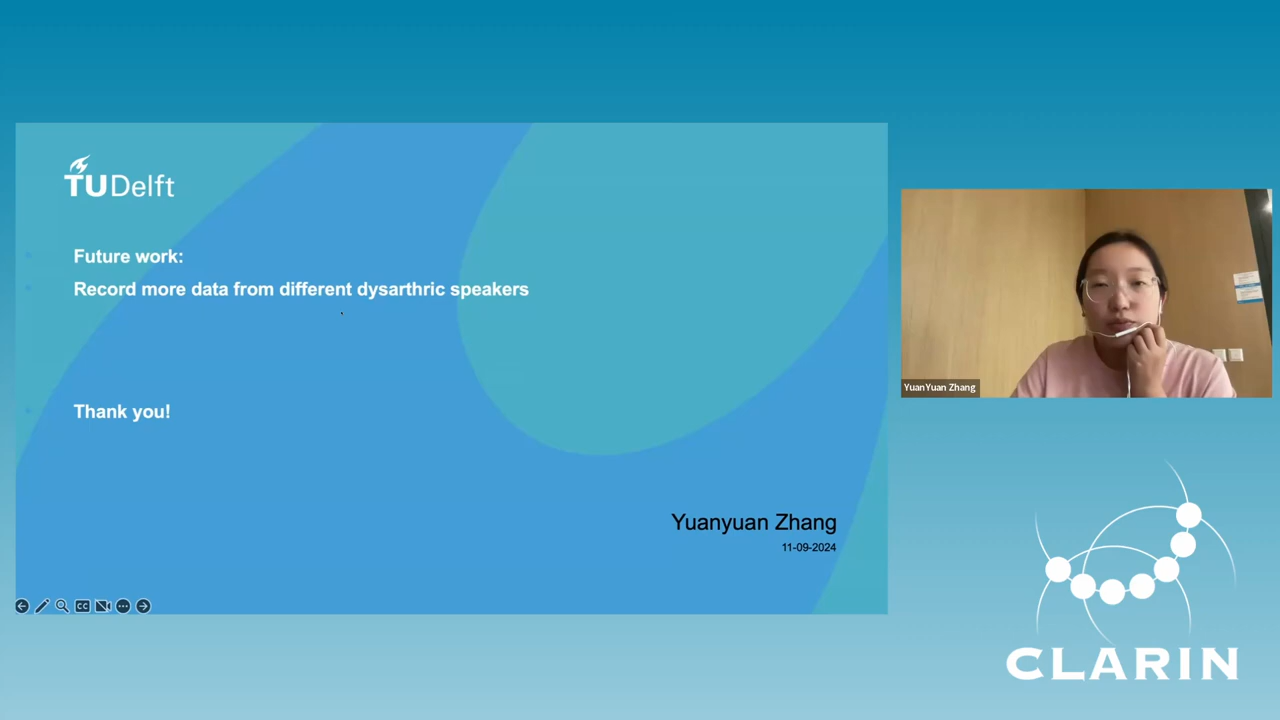 TUDelft
Future work:
Record more data from different dysarthric speakers
Thank you!
Yuanyuan Zhang
11-09-2024
CC
YuanYuan Zhang
CLARIN